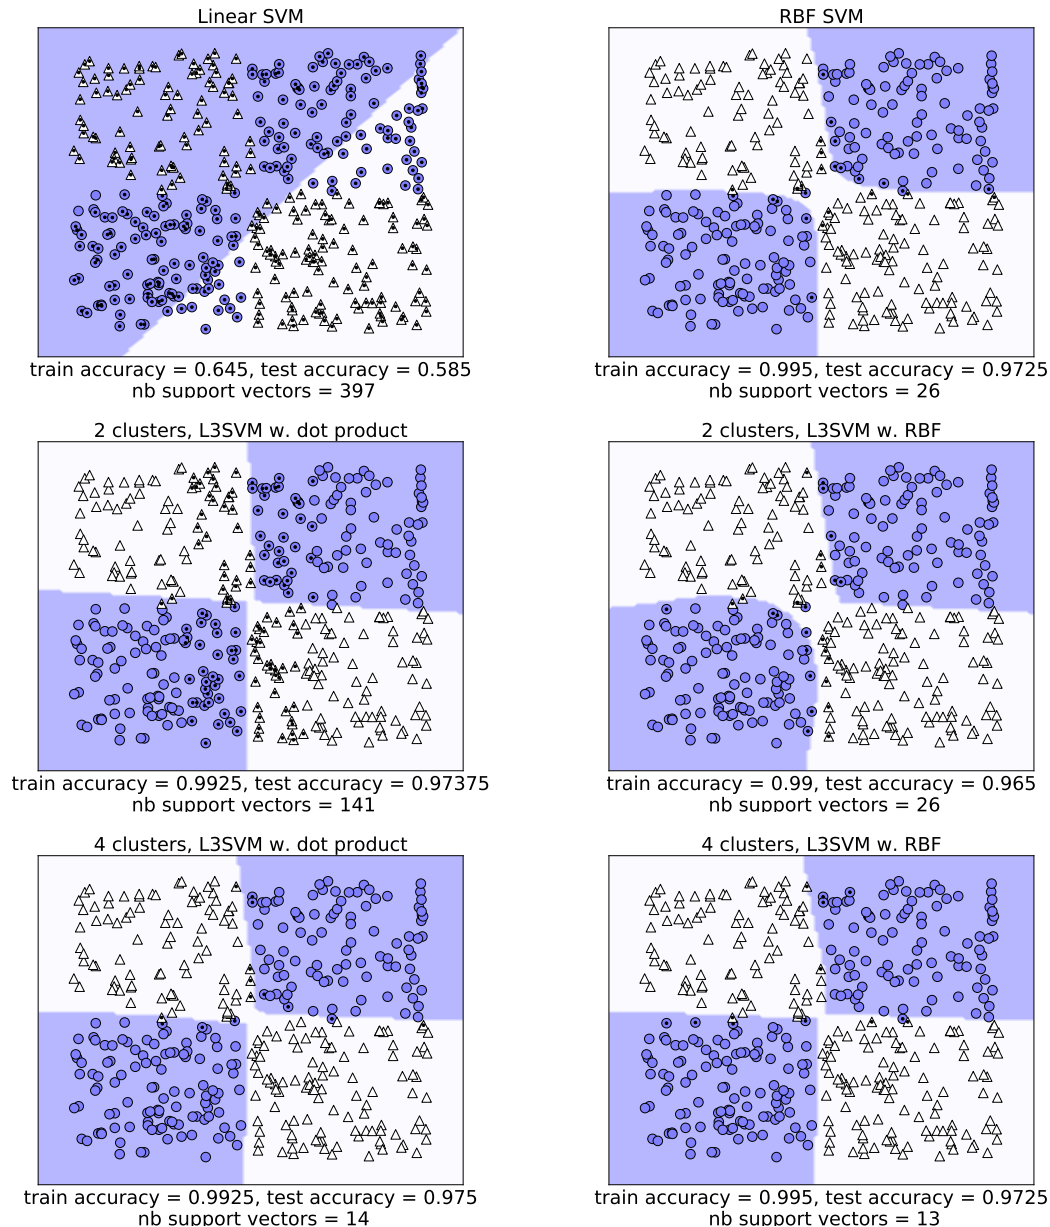 Linear SVM
train accuracy = 0.645, test accuracy = 0.585
nb support vectors = 397
RBF SVM
train accuracy = 0.995, test accuracy = 0.9725
nb support vectors = 26
2 clusters, L3SVM w. dot product
train accuracy = 0.9925, test accuracy = 0.97375
nb support vectors = 141
2 clusters, L3SVM w. RBF
train accuracy = 0.99, test accuracy = 0.965
nb support vectors = 26
4 clusters, L3SVM w. dot product
train accuracy = 0.9925, test accuracy = 0.975
nb support vectors = 14
4 clusters, L3SVM w. RBF
train accuracy = 0.995, test accuracy = 0.9725
nb support vectors = 13